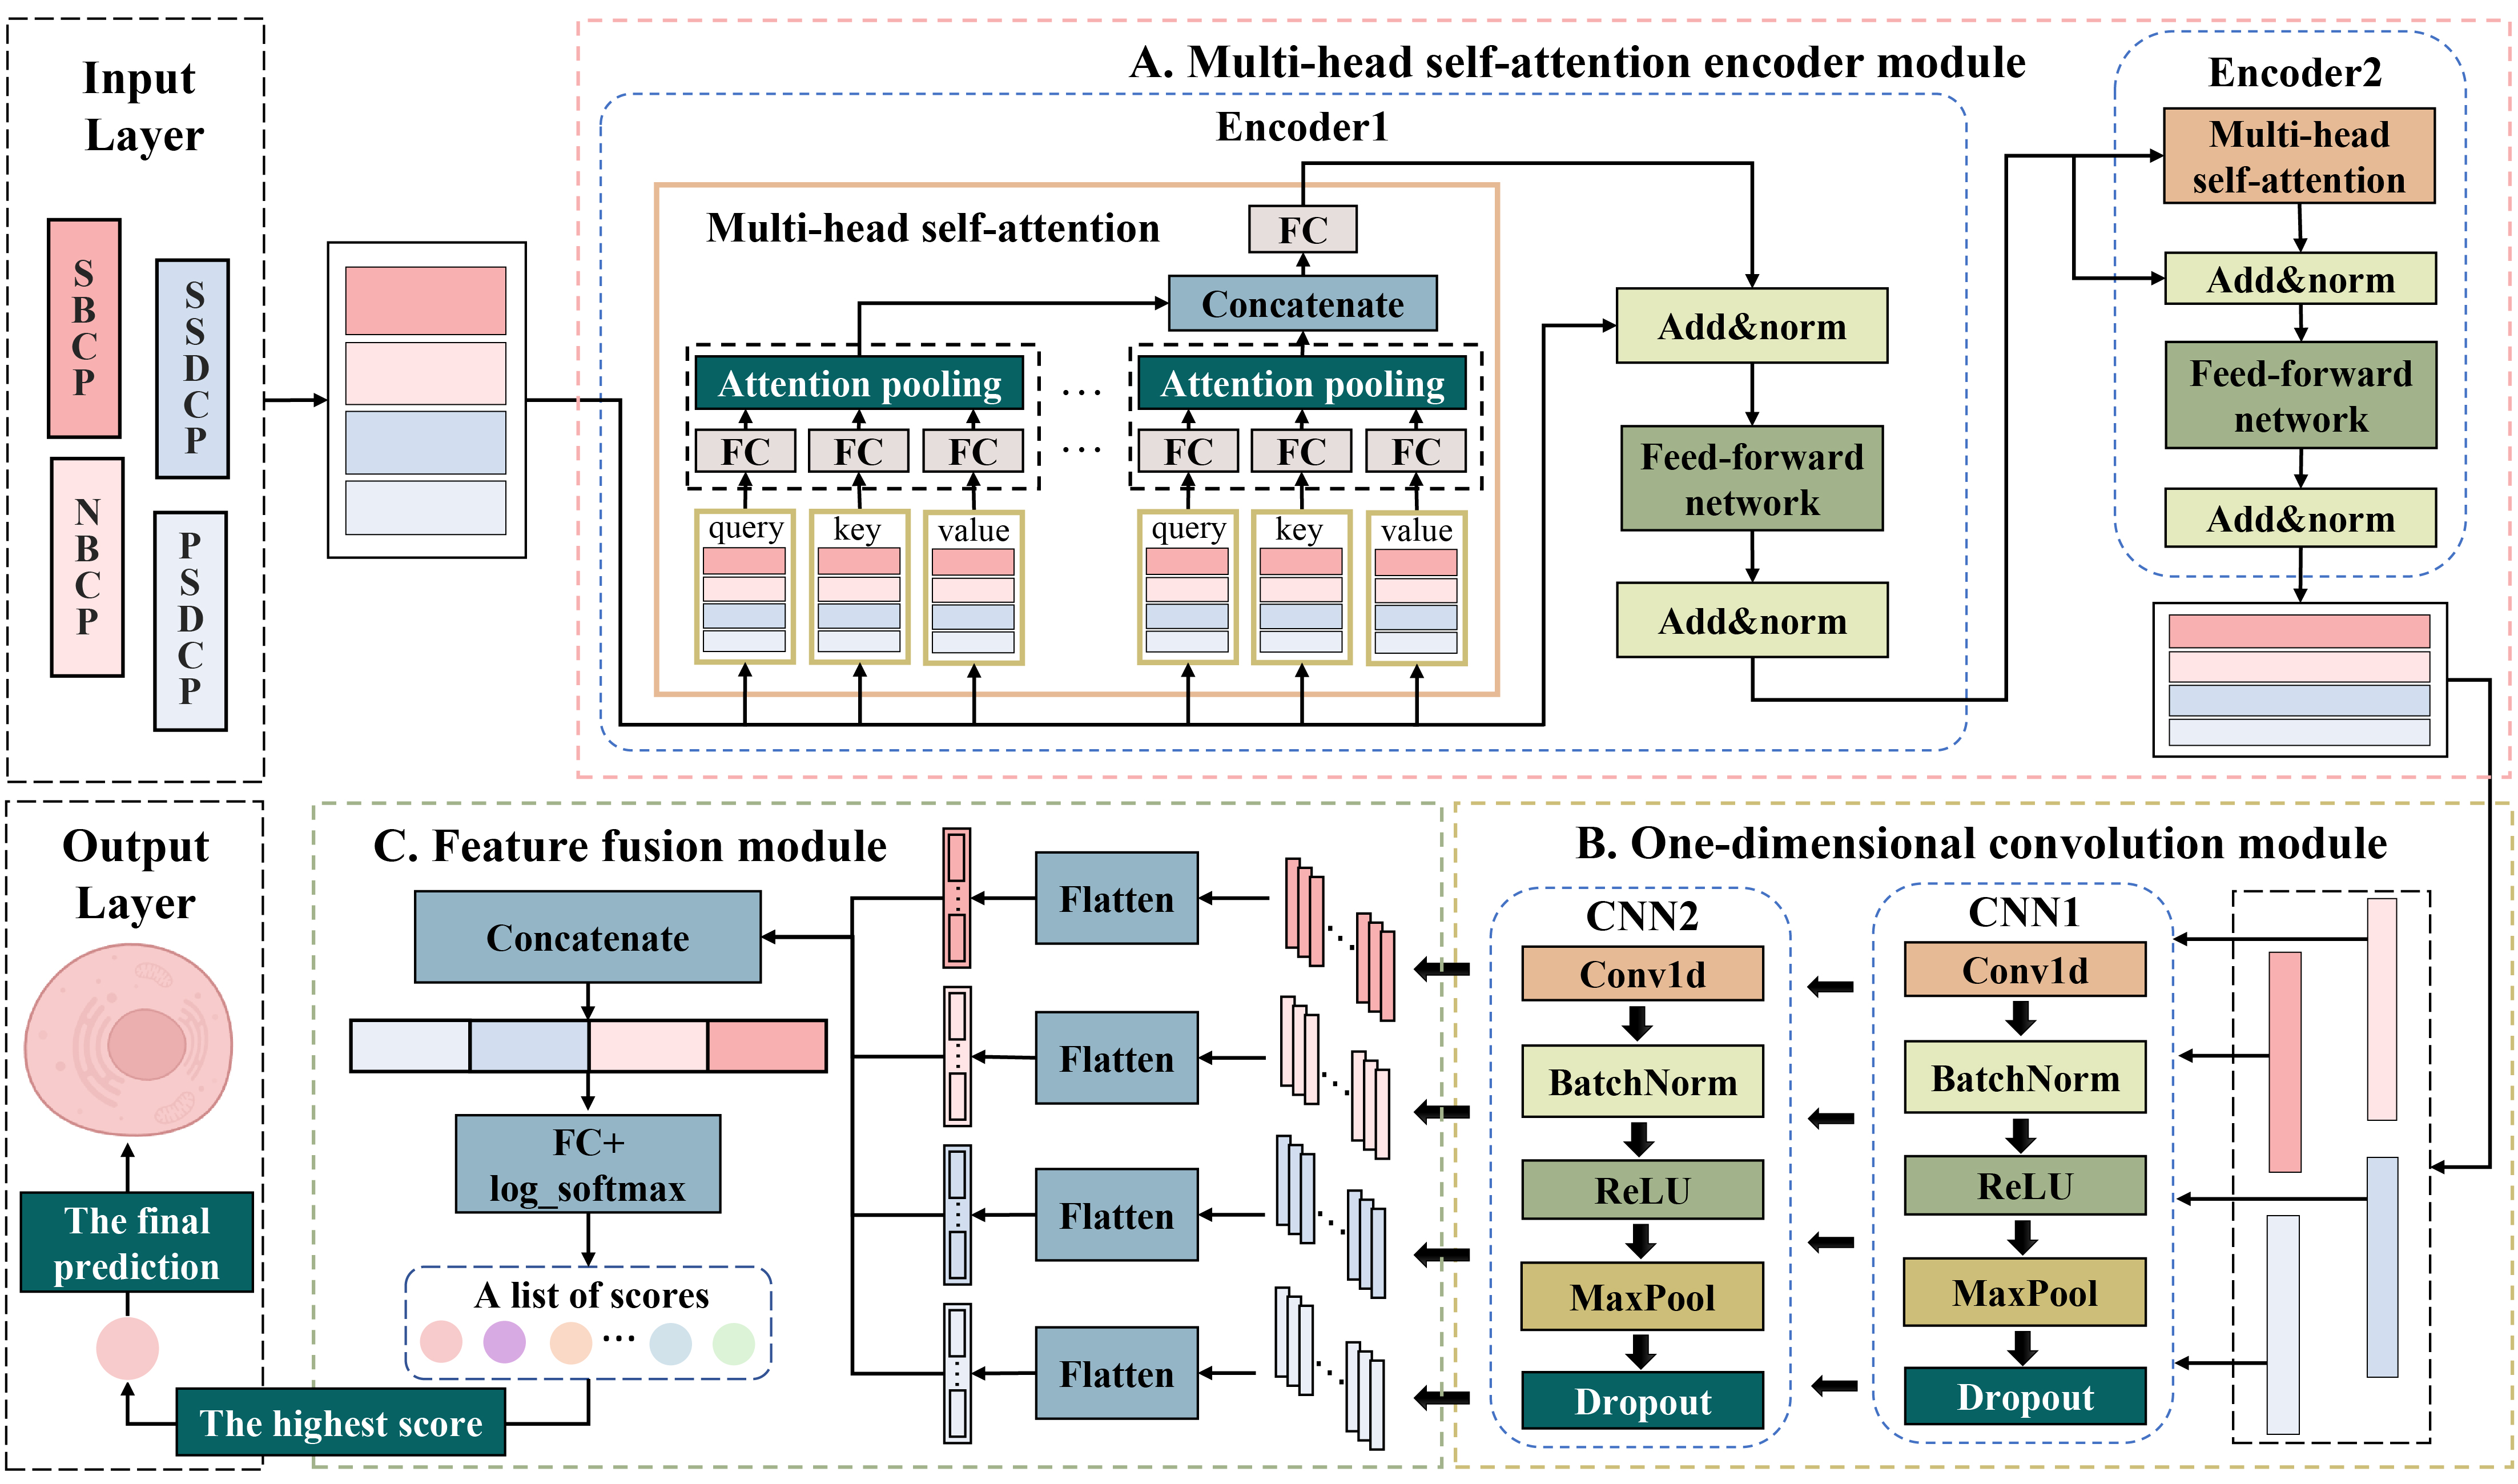 Input
Layer
SBCP
SSDCP
NBCP
PSDCP
A. Multi-head self-attention encoder module
Encoder1
Multi-head self-attention
FC
Concatenate
Attention pooling
...
Attention pooling
FC
FC
FC
...
FC
FC
FC
query
key
value
query
key
value
Add&norm
Feed-forward
network
Add&norm
Encoder2
Multi-head
self-attention
Add&norm
Feed-forward
network
Add&norm
B. One-dimensional convolution module
CNN1
Conv1d
BatchNorm
ReLU
MaxPool
Dropout
CNN2
Conv1d
BatchNorm
ReLU
MaxPool
Dropout
C. Feature fusion module
Flatten
Flatten
Flatten
Flatten
Concatenate
FC+
log_softmax
A list of scores
...
The highest score
Output
Layer
The final
prediction